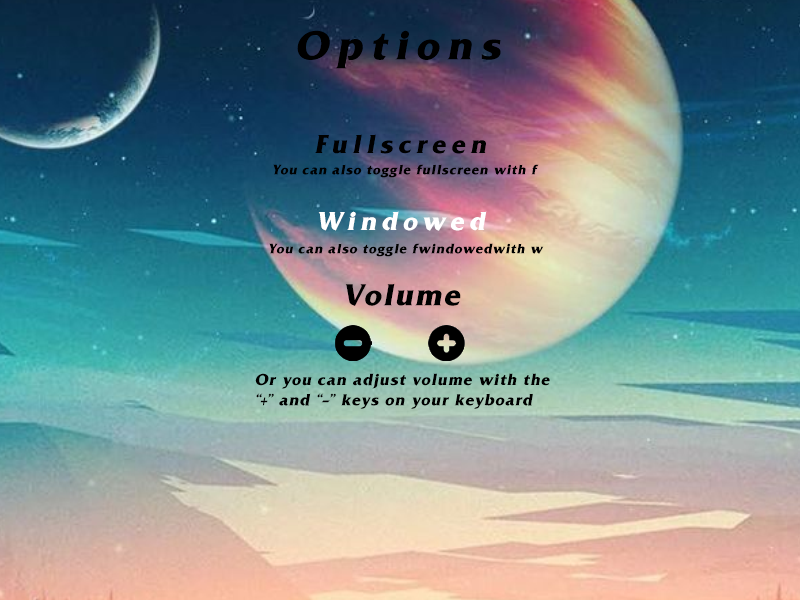 Options
Fullscreen
You can also toggle fullscreen with f
Windowed
You can also toggle fwindowedwith w
Volume
Or you can adjust volume with the
“+” and “-” keys on your keyboard